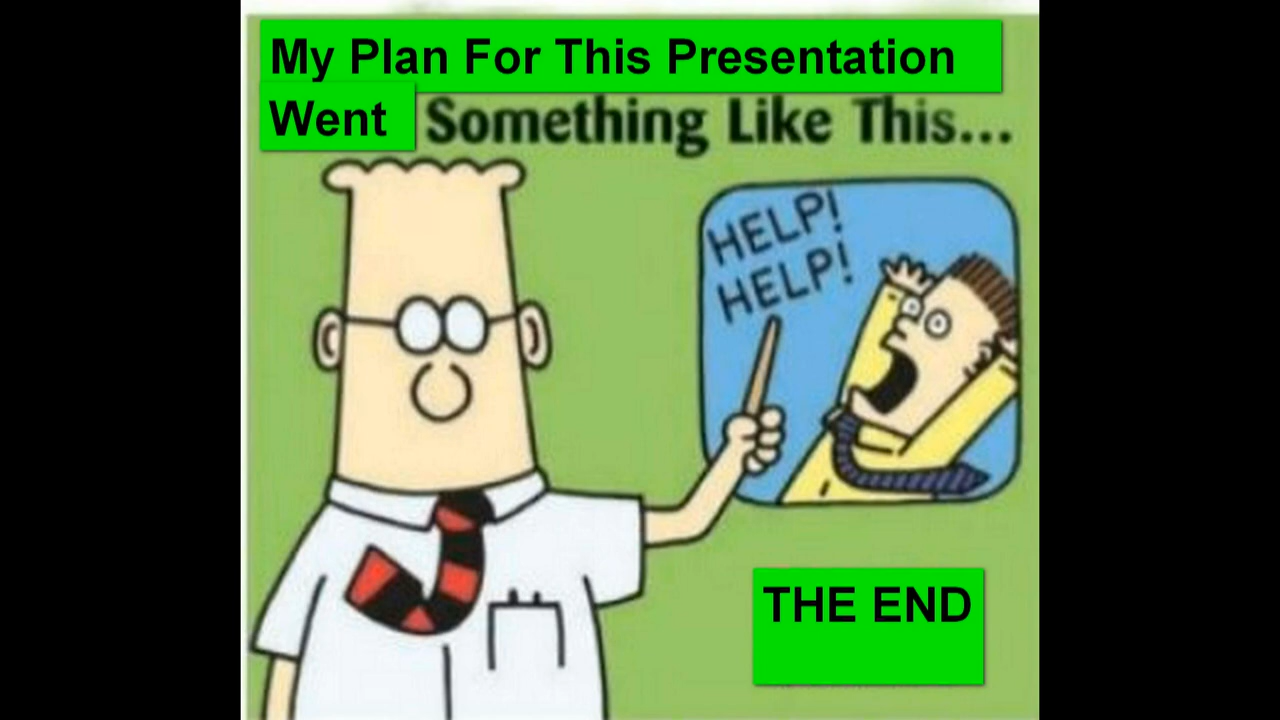 My Plan For This Presentation
Went Something Like This...
HELP!
HELP!
THE END